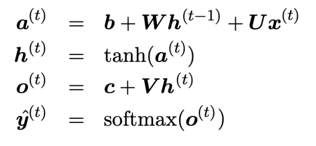 a^(t) = b + Wh^(t−1) + Ux^(t)
h^(t) = tanh(a^(t))
o^(t) = c + Vh^(t)
ŷ^(t) = softmax(o^(t))